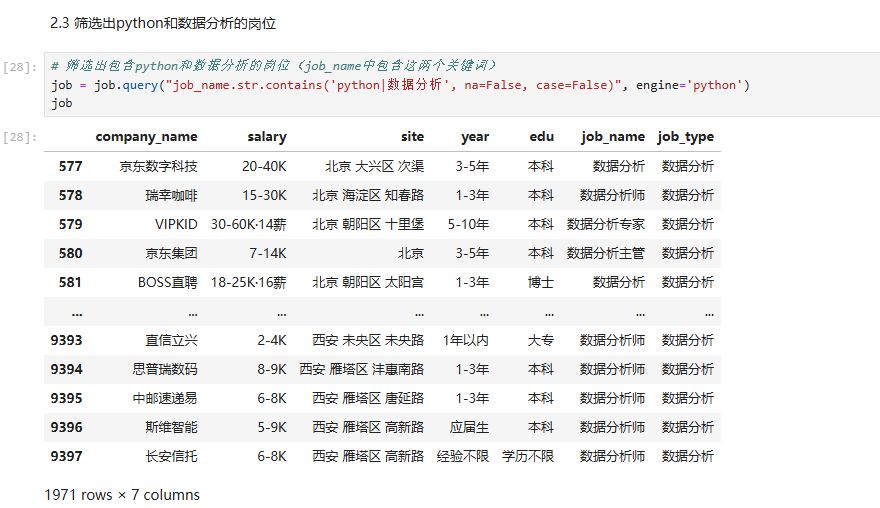 2.3 筛选出python和数据分析的岗位
[28]: # 筛选出包含python和数据分析的岗位（job_name中包含这两个关键词）
job = job.query("job_name.str.contains('python|数据分析', na=False, case=False)", engine='python')
job
[28]: company_name salary site year edu job_name job_type
577 京东数字科技 20-40K 北京 大兴区 次渠 3-5年 本科 数据分析 数据分析
578 瑞幸咖啡 15-30K 北京 海淀区 知春路 1-3年 本科 数据分析师 数据分析
579 VIPKID 30-60K·14薪 北京 朝阳区 十里堡 5-10年 本科 数据分析专家 数据分析
580 京东集团 7-14K 北京 3-5年 本科 数据分析主管 数据分析
581 BOSS直聘 18-25K·16薪 北京 朝阳区 太阳宫 1-3年 博士 数据分析 数据分析
... ... ... ... ... ... ... ...
9393 直信立兴 2-4K 西安 未央区 未央路 1年以内 大专 数据分析师 数据分析
9394 思普瑞数码 8-9K 西安 雁塔区 沣惠南路 1-3年 本科 数据分析师 数据分析
9395 中邮速递易 6-8K 西安 雁塔区 唐延路 1-3年 本科 数据分析师 数据分析
9396 斯维智能 5-9K 西安 雁塔区 高新路 应届生 本科 数据分析师 数据分析
9397 长安信托 6-8K 西安 雁塔区 高新路 经验不限 学历不限 数据分析师 数据分析
1971 rows × 7 columns